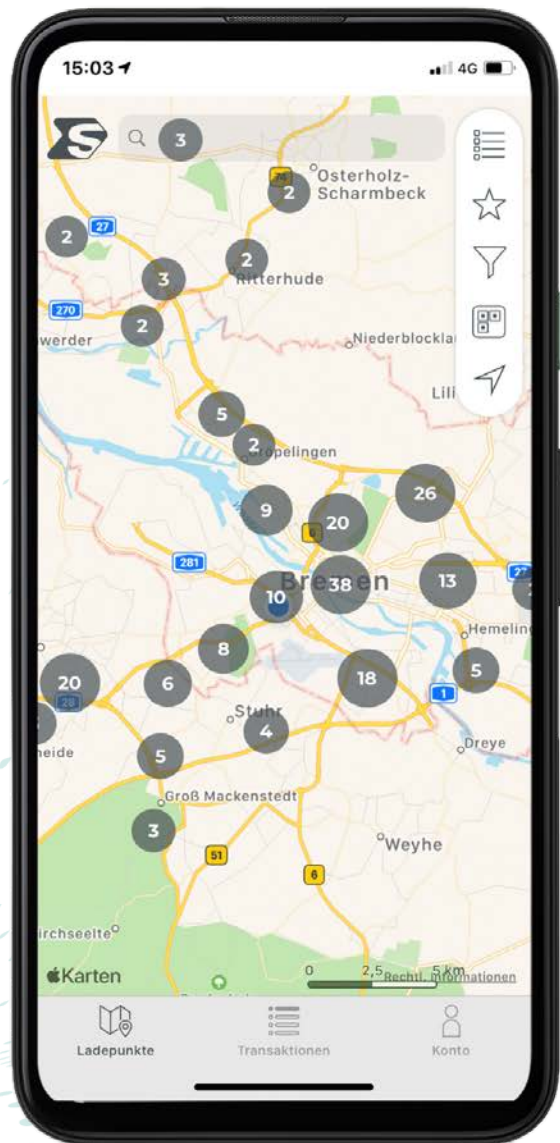 15:03
4G
S
3
74
2
Osterholz-
Scharmbeck
27
2
2
Ritterhude
3
270
2
werder
Niederblockla
Lili
5
2
Gröpelingen
9
26
6
20
281
Bremen
38
13
27
10
8
Hemeling
5
20
28
6
18
1
Stuhr
4
Dreye
heide
5
Groß Mackenstedt
3
Weyhe
51
6
irchseelte
Karten
0 2,5 5 km
Rechtl. Informationen
Ladepunkte
Transaktionen
Konto